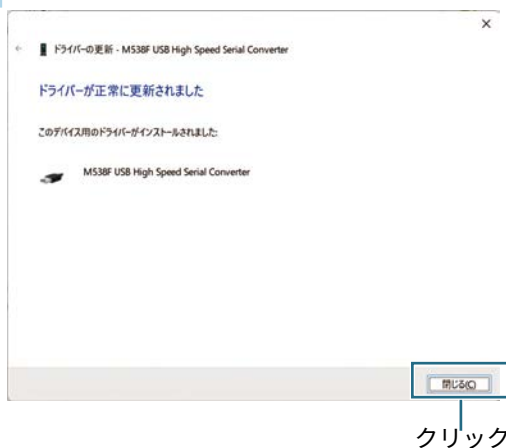 ドライバーの更新 - M538F USB High Speed Serial Converter
ドライバーが正常に更新されました
このデバイス用のドライバーがインストールされました:
M538F USB High Speed Serial Converter
閉じる(C)
クリック